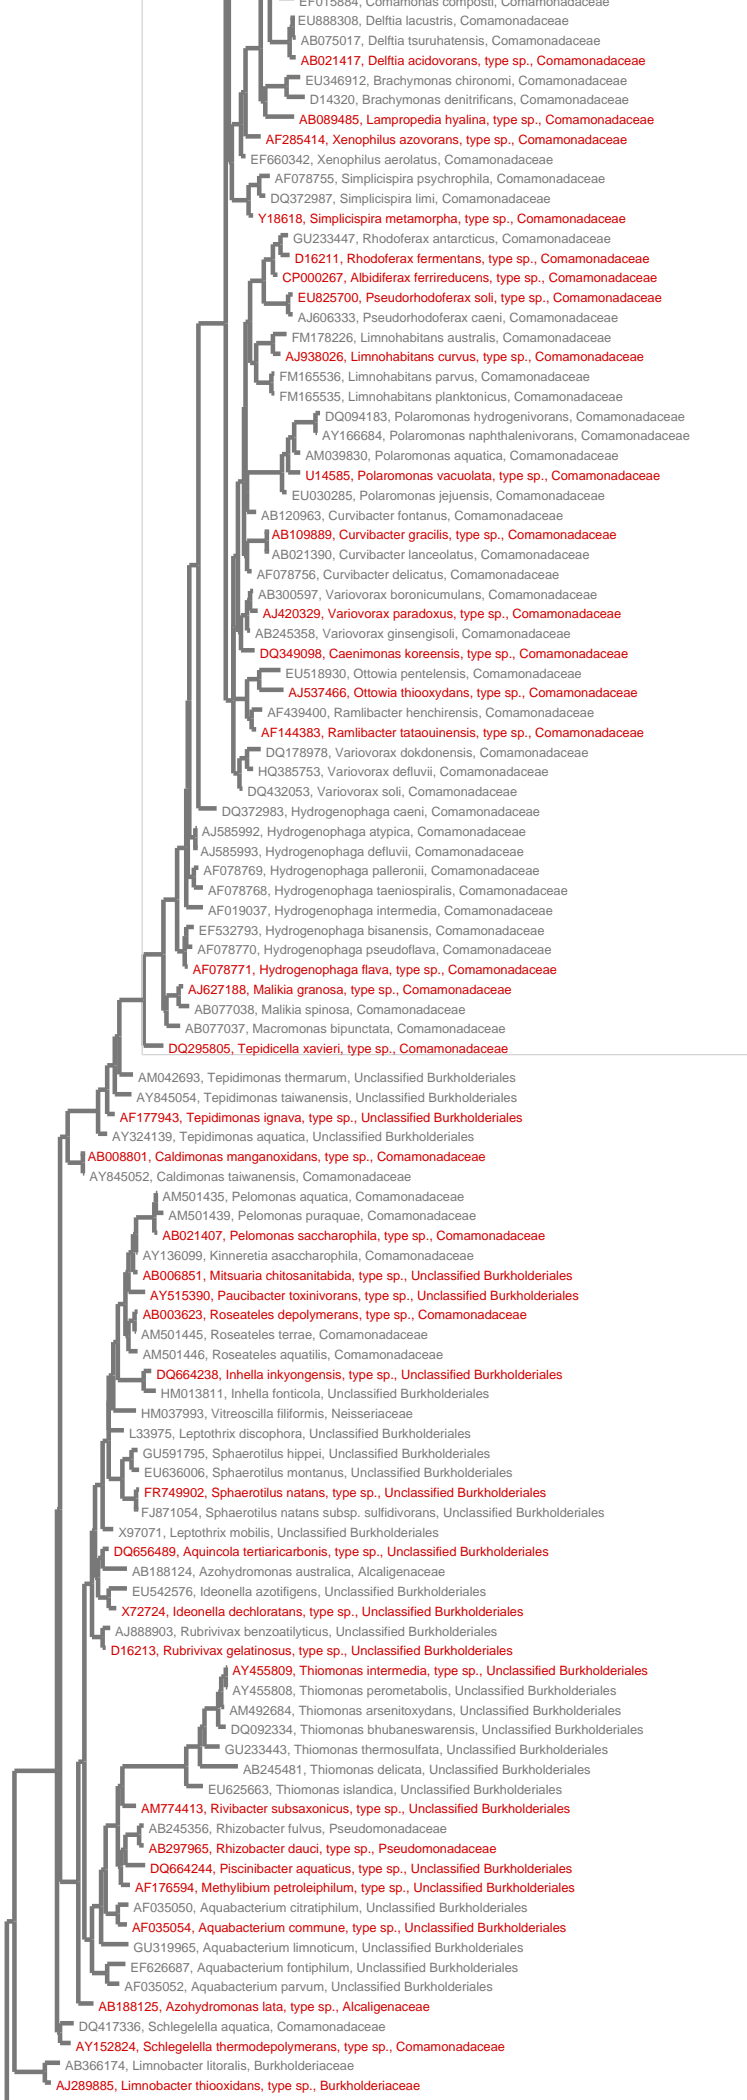 EF015884, Comamonas composti, Comamonadaceae
EU888308, Delftia lacustris, Comamonadaceae
AB075017, Delftia tsuruhatensis, Comamonadaceae
AB021417, Delftia acidovorans, type sp., Comamonadaceae
EU346912, Brachymonas chironomi, Comamonadaceae
D14320, Brachymonas denitrificans, Comamonadaceae
AB089485, Lampropedia hyalina, type sp., Comamonadaceae
AF285414, Xenophilus azovorans, type sp., Comamonadaceae
EF660342, Xenophilus aerolatus, Comamonadaceae
AF078755, Simplicispira psychrophila, Comamonadaceae
DQ372987, Simplicispira limi, Comamonadaceae
Y18618, Simplicispira metamorpha, type sp., Comamonadaceae
GU233447, Rhodoferax antarcticus, Comamonadaceae
D16211, Rhodoferax fermentans, type sp., Comamonadaceae
CP000267, Albidiferax ferrireducens, type sp., Comamonadaceae
EU825700, Pseudorhodoferax soli, type sp., Comamonadaceae
AJ606333, Pseudorhodoferax caeni, Comamonadaceae
FM178226, Limnohabitans australis, Comamonadaceae
AJ938026, Limnohabitans curvus, type sp., Comamonadaceae
FM165536, Limnohabitans parvus, Comamonadaceae
FM165535, Limnohabitans planktonicus, Comamonadaceae
DQ094183, Polaromonas hydrogenivorans, Comamonadaceae
AY166684, Polaromonas naphthalenivorans, Comamonadaceae
AM039830, Polaromonas aquatica, Comamonadaceae
U14585, Polaromonas vacuolata, type sp., Comamonadaceae
EU030285, Polaromonas jejuensis, Comamonadaceae
AB120963, Curvibacter fontanus, Comamonadaceae
AB109889, Curvibacter gracilis, type sp., Comamonadaceae
AB021390, Curvibacter lanceolatus, Comamonadaceae
AF078756, Curvibacter delicatus, Comamonadaceae
AB300597, Variovorax boronicumulans, Comamonadaceae
AJ420329, Variovorax paradoxus, type sp., Comamonadaceae
AB245358, Variovorax ginsengisoli, Comamonadaceae
DQ349098, Caenimonas koreensis, type sp., Comamonadaceae
EU518930, Ottowia pentelensis, Comamonadaceae
AJ537466, Ottowia thiooxydans, type sp., Comamonadaceae
AF439400, Ramlibacter henchirensis, Comamonadaceae
AF144383, Ramlibacter tataouinensis, type sp., Comamonadaceae
DQ178978, Variovorax dokdonensis, Comamonadaceae
HQ385753, Variovorax defluvii, Comamonadaceae
DQ432053, Variovorax soli, Comamonadaceae
DQ372983, Hydrogenophaga caeni, Comamonadaceae
AJ585992, Hydrogenophaga atypica, Comamonadaceae
AJ585993, Hydrogenophaga defluvii, Comamonadaceae
AF078769, Hydrogenophaga palleronii, Comamonadaceae
AF078768, Hydrogenophaga taeniospiralis, Comamonadaceae
AF019037, Hydrogenophaga intermedia, Comamonadaceae
EF532793, Hydrogenophaga bisanensis, Comamonadaceae
AF078770, Hydrogenophaga pseudoflava, Comamonadaceae
AF078771, Hydrogenophaga flava, type sp., Comamonadaceae
AJ627188, Malikia granosa, type sp., Comamonadaceae
AB077038, Malikia spinosa, Comamonadaceae
AB077037, Macromonas bipunctata, Comamonadaceae
DQ295805, Tepidicella xavieri, type sp., Comamonadaceae
AM042693, Tepidimonas thermarum, Unclassified Burkholderiales
AY845054, Tepidimonas taiwanensis, Unclassified Burkholderiales
AF177943, Tepidimonas ignava, type sp., Unclassified Burkholderiales
AY324139, Tepidimonas aquatica, Unclassified Burkholderiales
AB008801, Caldimonas manganoxidans, type sp., Comamonadaceae
AY845052, Caldimonas taiwanensis, Comamonadaceae
AM501435, Pelomonas aquatica, Comamonadaceae
AM501439, Pelomonas puraquae, Comamonadaceae
AB021407, Pelomonas saccharophila, type sp., Comamonadaceae
AY136099, Kinneretia asaccharophila, Comamonadaceae
AB006851, Mitsuaria chitosanitabida, type sp., Unclassified Burkholderiales
AY515390, Paucibacter toxinivorans, type sp., Unclassified Burkholderiales
AB003623, Roseateles depolymerans, type sp., Comamonadaceae
AM501445, Roseateles terrae, Comamonadaceae
AM501446, Roseateles aquatilis, Comamonadaceae
DQ664238, Inhella inkyongensis, type sp., Unclassified Burkholderiales
HM013811, Inhella fonticola, Unclassified Burkholderiales
HM037993, Vitreoscilla filiformis, Neisseriaceae
L33975, Leptothrix discophora, Unclassified Burkholderiales
GU591795, Sphaerotilus hippei, Unclassified Burkholderiales
EU636006, Sphaerotilus montanus, Unclassified Burkholderiales
FR749902, Sphaerotilus natans, type sp., Unclassified Burkholderiales
FJ871054, Sphaerotilus natans subsp. sulfidivorans, Unclassified Burkholderiales
X97071, Leptothrix mobilis, Unclassified Burkholderiales
DQ656489, Aquincola tertiaricarbonis, type sp., Unclassified Burkholderiales
AB188124, Azohydromonas australica, Alcaligenaceae
EU542576, Ideonella azotifigens, Unclassified Burkholderiales
X72724, Ideonella dechloratans, type sp., Unclassified Burkholderiales
AJ888903, Rubrivivax benzoatilyticus, Unclassified Burkholderiales
D16213, Rubrivivax gelatinosus, type sp., Unclassified Burkholderiales
AY455809, Thiomonas intermedia, type sp., Unclassified Burkholderiales
AY455808, Thiomonas perometabolis, Unclassified Burkholderiales
AM492684, Thiomonas arsenitoxydans, Unclassified Burkholderiales
DQ092334, Thiomonas bhubaneswarensis, Unclassified Burkholderiales
GU233443, Thiomonas thermosulfata, Unclassified Burkholderiales
AB245481, Thiomonas delicata, Unclassified Burkholderiales
EU625663, Thiomonas islandica, Unclassified Burkholderiales
AM774413, Rivibacter subsaxonicus, type sp., Unclassified Burkholderiales
AB245356, Rhizobacter fulvus, Pseudomonadaceae
AB297965, Rhizobacter dauci, type sp., Pseudomonadaceae
DQ664244, Piscinibacter aquaticus, type sp., Unclassified Burkholderiales
AF176594, Methylibium petroleiphilum, type sp., Unclassified Burkholderiales
AF035050, Aquabacterium citratiphilum, Unclassified Burkholderiales
AF035054, Aquabacterium commune, type sp., Unclassified Burkholderiales
GU319965, Aquabacterium limnoticum, Unclassified Burkholderiales
EF626687, Aquabacterium fontiphilum, Unclassified Burkholderiales
AF035052, Aquabacterium parvum, Unclassified Burkholderiales
AB188125, Azohydromonas lata, type sp., Alcaligenaceae
DQ417336, Schlegelella aquatica, Comamonadaceae
AY152824, Schlegelella thermodepolymerans, type sp., Comamonadaceae
AB366174, Limnobacter litoralis, Burkholderiaceae
AJ289885, Limnobacter thiooxidans, type sp., Burkholderiaceae